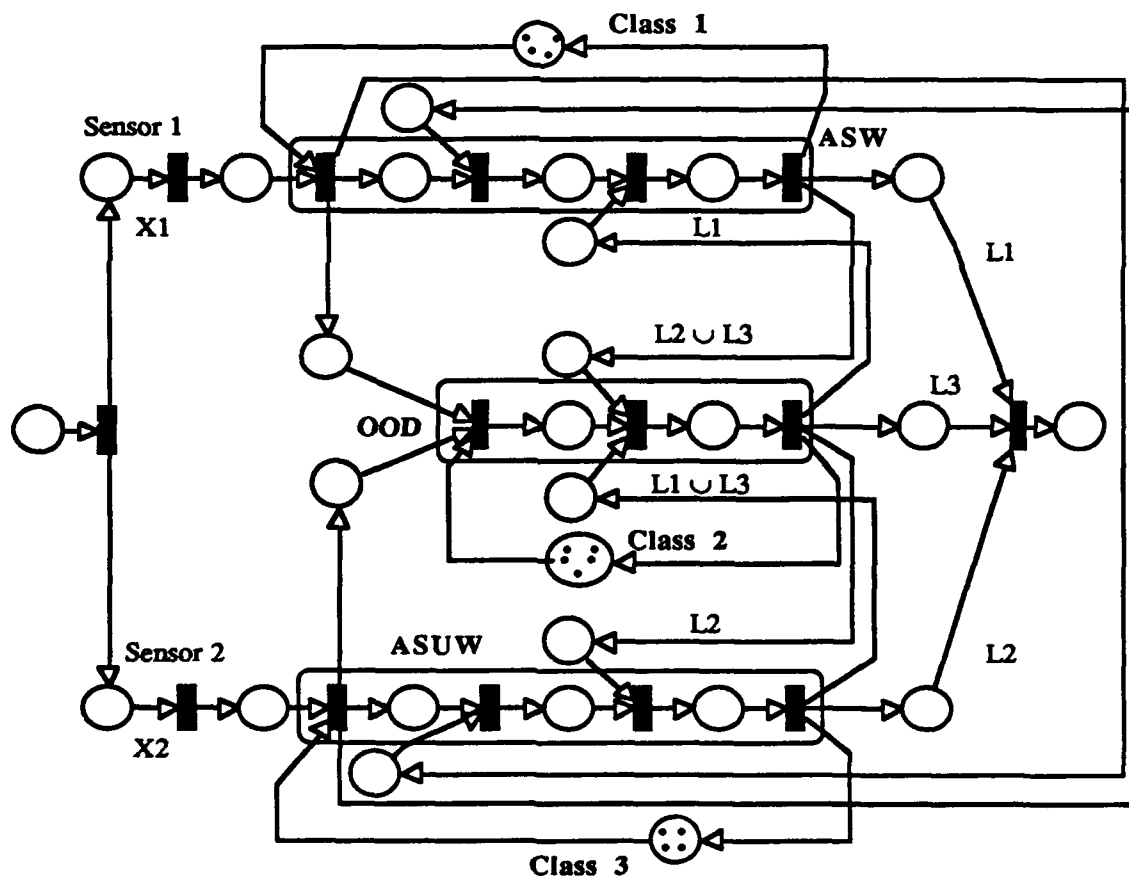 Class 1
Sensor 1
ASW
X1
L1
L1
L2 ∪ L3
L3
OOD
L1 ∪ L3
Class 2
L2
ASUW
Sensor 2
L2
X2
Class 3